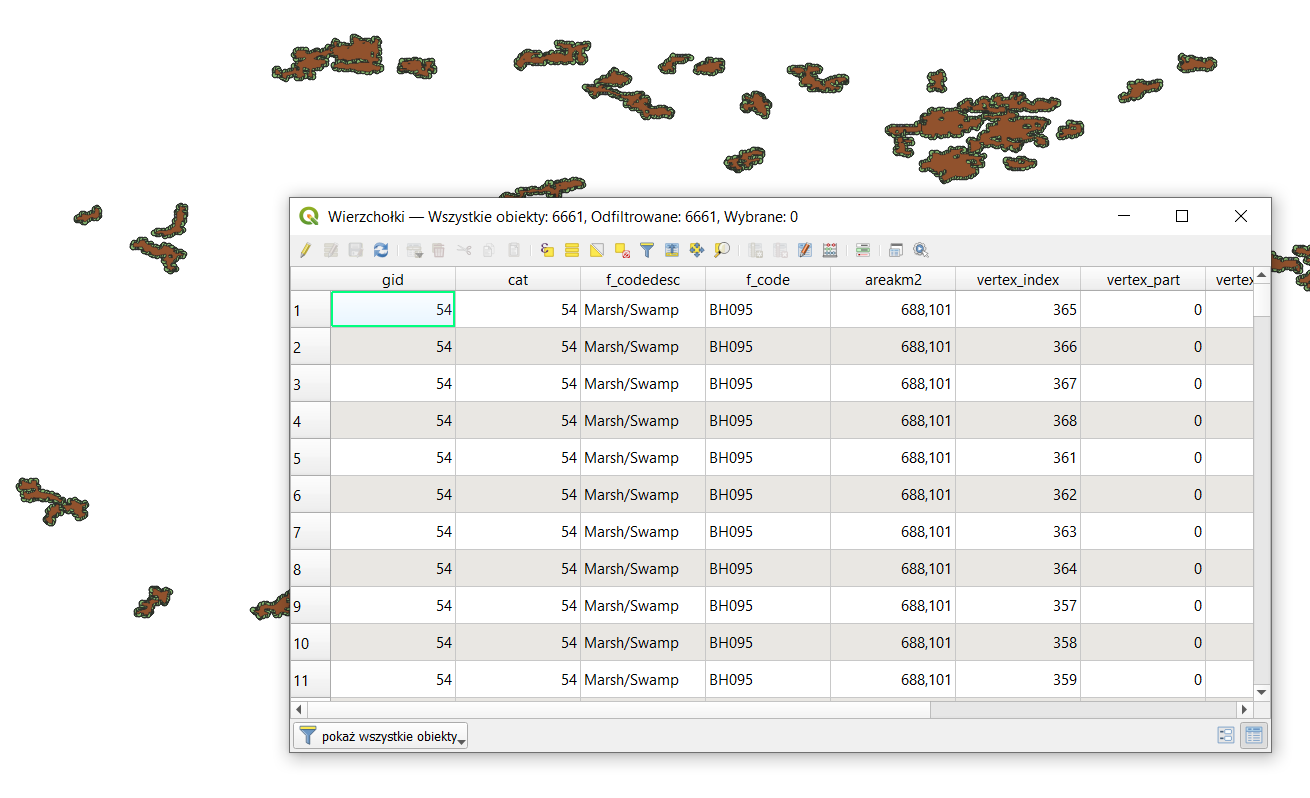 Wierzchołki — Wszystkie obiekty: 6661, Odfiltrowane: 6661, Wybrane: 0
gid cat f_codedesc f_code areakm2 vertex_index vertex_part vertex
1 54 54 Marsh/Swamp BH095 688,101 365 0
2 54 54 Marsh/Swamp BH095 688,101 366 0
3 54 54 Marsh/Swamp BH095 688,101 367 0
4 54 54 Marsh/Swamp BH095 688,101 368 0
5 54 54 Marsh/Swamp BH095 688,101 361 0
6 54 54 Marsh/Swamp BH095 688,101 362 0
7 54 54 Marsh/Swamp BH095 688,101 363 0
8 54 54 Marsh/Swamp BH095 688,101 364 0
9 54 54 Marsh/Swamp BH095 688,101 357 0
10 54 54 Marsh/Swamp BH095 688,101 358 0
11 54 54 Marsh/Swamp BH095 688,101 359 0
pokaż wszystkie obiekty